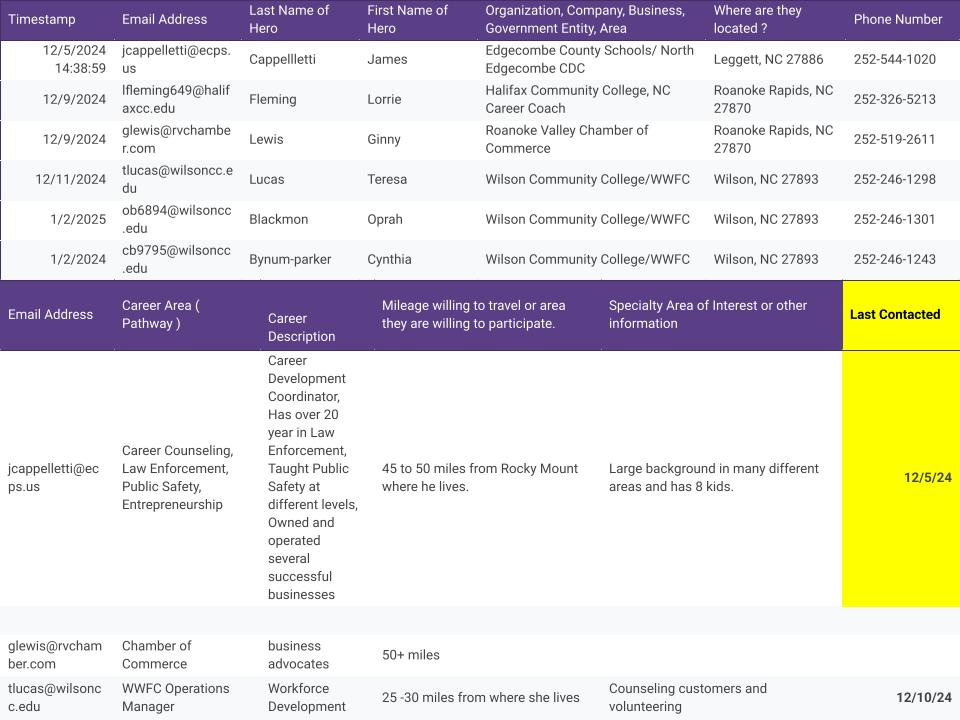 Timestamp
Email Address
Last Name of
Hero
First Name of
Hero
Organization, Company, Business,
Government Entity, Area
Where are they
located ?
Phone Number
12/5/2024
14:38:59
jcappelletti@ecps.
us
Cappellletti
James
Edgecombe County Schools/ North
Edgecombe CDC
Leggett, NC 27886
252-544-1020
12/9/2024
lfleming649@halif
axcc.edu
Fleming
Lorrie
Halifax Community College, NC
Career Coach
Roanoke Rapids, NC
27870
252-326-5213
12/9/2024
glewis@rvchambe
r.com
Lewis
Ginny
Roanoke Valley Chamber of
Commerce
Roanoke Rapids, NC
27870
252-519-2611
12/11/2024
tlucas@wilsoncc.e
du
Lucas
Teresa
Wilson Community College/WWFC
Wilson, NC 27893
252-246-1298
1/2/2025
ob6894@wilsoncc
.edu
Blackmon
Oprah
Wilson Community College/WWFC
Wilson, NC 27893
252-246-1301
1/2/2024
cb9795@wilsoncc
.edu
Bynum-parker
Cynthia
Wilson Community College/WWFC
Wilson, NC 27893
252-246-1243
Email Address
Career Area (
Pathway )
Career
Description
Mileage willing to travel or area
they are willing to participate.
Specialty Area of Interest or other
information
Last Contacted
jcappelletti@ec
ps.us
Career Counseling,
Law Enforcement,
Public Safety,
Entrepreneurship
Career
Development
Coordinator,
Has over 20
year in Law
Enforcement,
Taught Public
Safety at
different levels,
Owned and
operated
several
successful
businesses
45 to 50 miles from Rocky Mount
where he lives.
Large background in many different
areas and has 8 kids.
12/5/24
glewis@rvcham
ber.com
Chamber of
Commerce
business
advocates
50+ miles
tlucas@wilsonc
c.edu
WWFC Operations
Manager
Workforce
Development
25 -30 miles from where she lives
Counseling customers and
volunteering
12/10/24